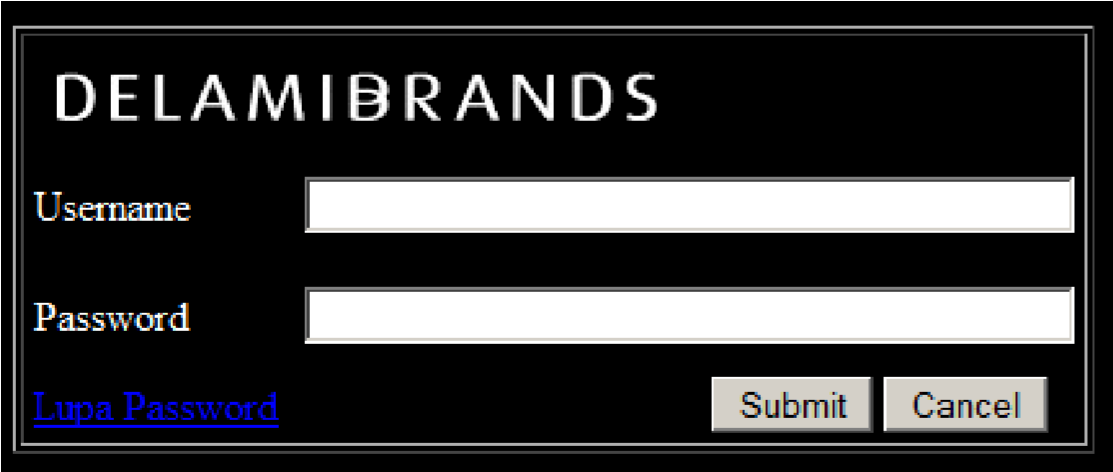 DELAMIBRANDS
Username
Password
Lupa Password Submit Cancel